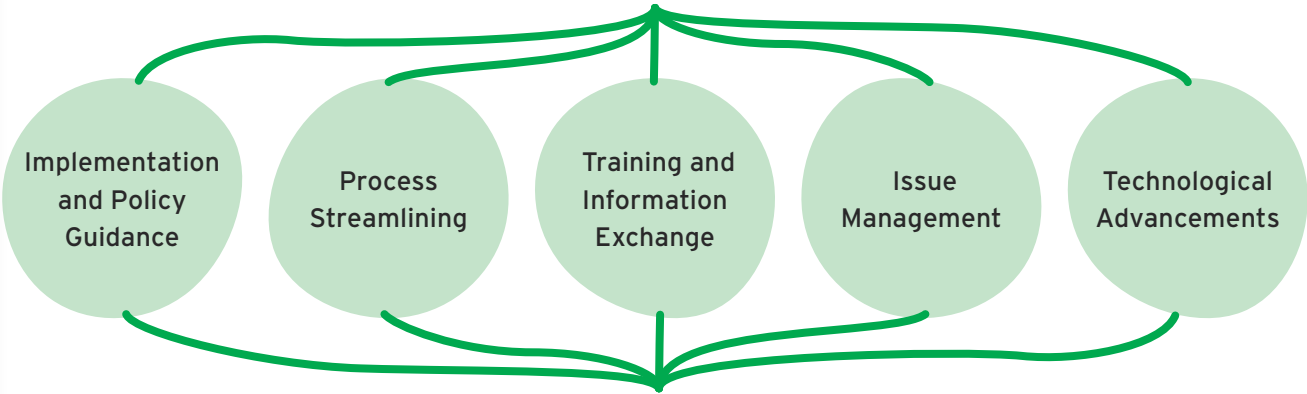 Implementation
and Policy
Guidance
Process
Streamlining
Training and
Information
Exchange
Issue
Management
Technological
Advancements